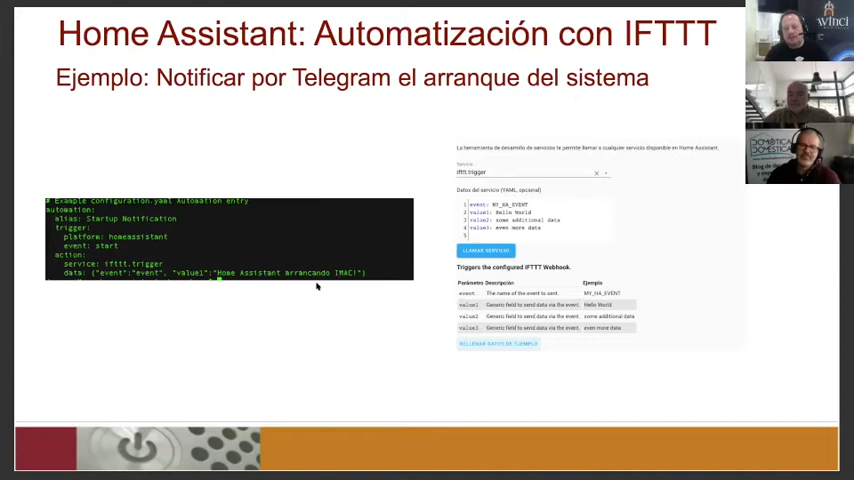 Home Assistant: Automatización con IFTTT
Ejemplo: Notificar por Telegram el arranque del sistema
# Example configuration.yaml Automation entry
automation:
alias: Startup Notification
trigger:
platform: homeassistant
event: start
action:
service: ifttt.trigger
data: {"event":"event", "value1":"Home Assistant arrancando IMAC!"}
La herramienta de desarrollo de servicios te permite llamar a cualquier servicio disponible en Home Assistant.
Servicio
ifttt.trigger
Datos del servicio (YAML, opcional)
1 event: MY_HA_EVENT
2 value1: Hello World
3 value2: some additional data
4 value3: even more data
5
LLAMAR SERVICIO
Triggers the configured IFTTT Webhook.
Parámetro Descripción Ejemplo
event The name of the event to sent. MY_HA_EVENT
value1 Generic field to send data via the event. Hello World
value2 Generic field to send data via the event. some additional data
value3 Generic field to send data via the event. even more data
RELLENAR DATOS DE EJEMPLO
DOMÓTICA
DOMÉSTICA
Blog de